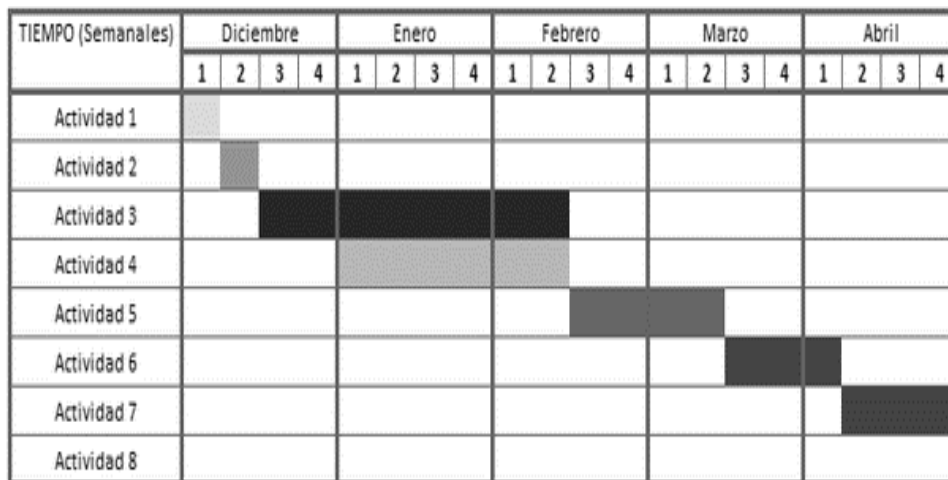 TIEMPO (Semanales) Diciembre Enero Febrero Marzo Abril
1 2 3 4 1 2 3 4 1 2 3 4 1 2 3 4 1 2 3 4
Actividad 1
Actividad 2
Actividad 3
Actividad 4
Actividad 5
Actividad 6
Actividad 7
Actividad 8